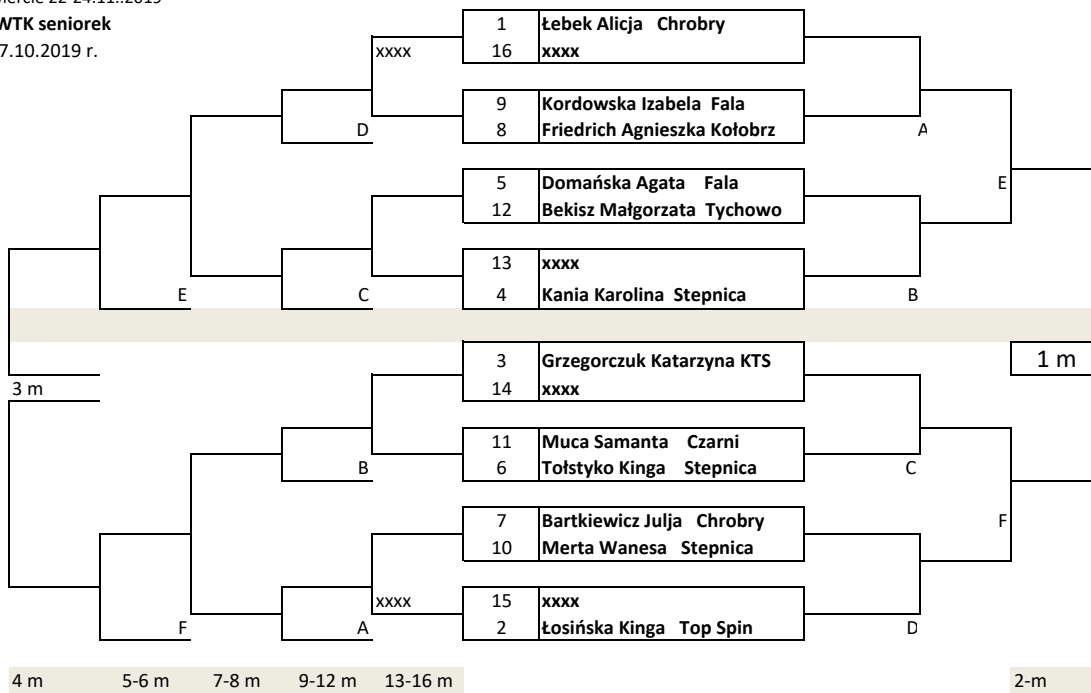 WTK seniorek
7.10.2019 r.
xxxx
1 Łebek Alicja Chrobry
16 xxxx
9 Kordowska Izabela Fala
8 Friedrich Agnieszka Kołobrz
D
A
5 Domańska Agata Fala
12 Bekisz Małgorzata Tychowo
E
13 xxxx
4 Kania Karolina Stepnica
E
C
B
3 Grzegorczuk Katarzyna KTS
14 xxxx
1 m
3 m
11 Muca Samanta Czarni
6 Tołstyko Kinga Stepnica
B
C
7 Bartkiewicz Julja Chrobry
10 Merta Wanesa Stepnica
F
xxxx
15 xxxx
2 Łosińska Kinga Top Spin
F
A
D
4 m 5-6 m 7-8 m 9-12 m 13-16 m 2-m